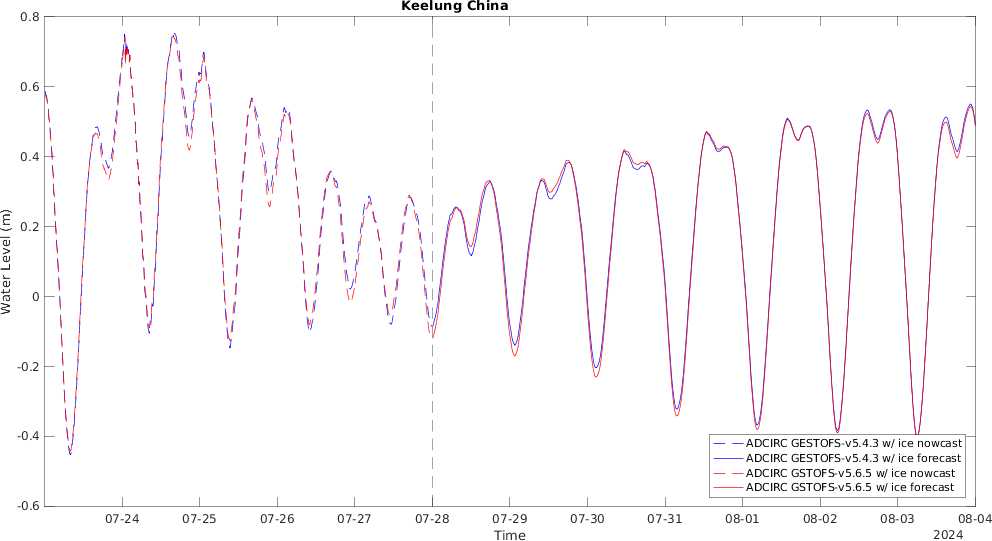 Keelung China
0.8
0.6
0.4
0.2
0
-0.2
-0.4
-0.6
Water Level (m)
ADCIRC GESTOFS-v5.4.3 w/ ice nowcast
ADCIRC GESTOFS-v5.4.3 w/ ice forecast
ADCIRC GSTOFS-v5.6.5 w/ ice nowcast
ADCIRC GSTOFS-v5.6.5 w/ ice forecast
07-24 07-25 07-26 07-27 07-28 07-29 07-30 07-31 08-01 08-02 08-03 08-04
Time
2024